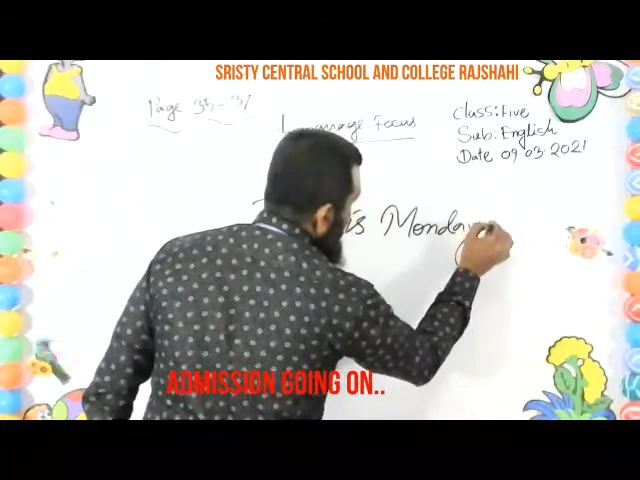 SRISTY CENTRAL SCHOOL AND COLLEGE RAJSHAHI
Page 35-37
Language Focus
Class: Five
Sub: English
Date 09.03.2021
is Monday
ADMISSION GOING ON..